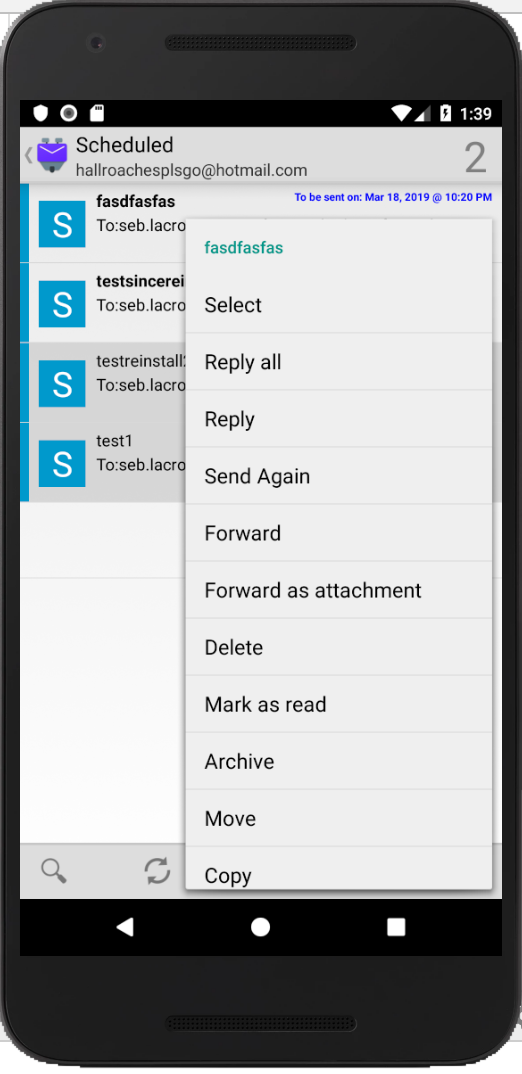 1:39
Scheduled
hallroachesplsgo@hotmail.com
2
S
fasdfasfas
To be sent on: Mar 18, 2019 @ 10:20 PM
To:seb.lacro
S
testsincerei
To:seb.lacro
S
testreinstall
To:seb.lacro
S
test1
To:seb.lacro
fasdfasfas
Select
Reply all
Reply
Send Again
Forward
Forward as attachment
Delete
Mark as read
Archive
Move
Copy